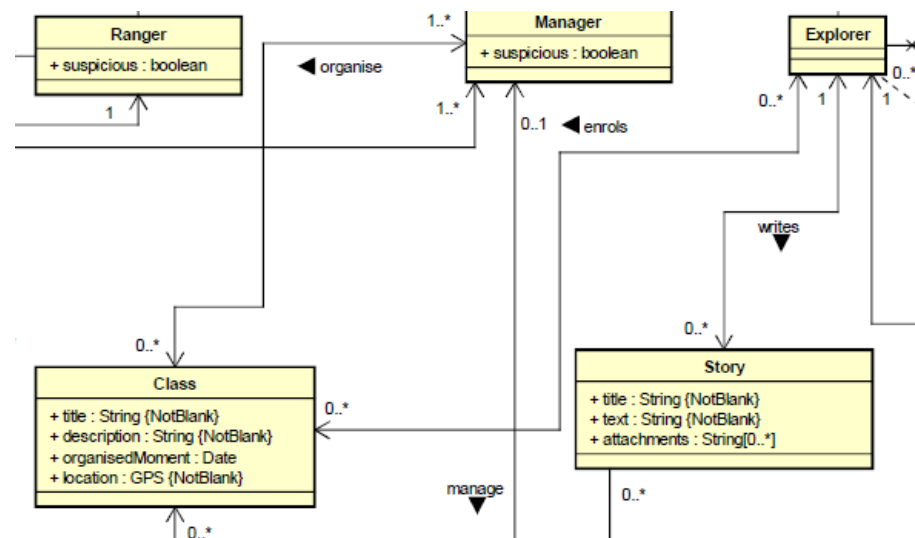 Ranger
+ suspicious : boolean
1
1..*
organise
Manager
+ suspicious : boolean
1..*
0..1
enrols
Explorer
0..*
0..*
1
1
writes
0..*
Class
+ title : String {NotBlank}
+ description : String {NotBlank}
+ organisedMoment : Date
+ location : GPS {NotBlank}
0..*
0..*
0..*
Story
+ title : String {NotBlank}
+ text : String {NotBlank}
+ attachments : String[0..*]
manage
0..*